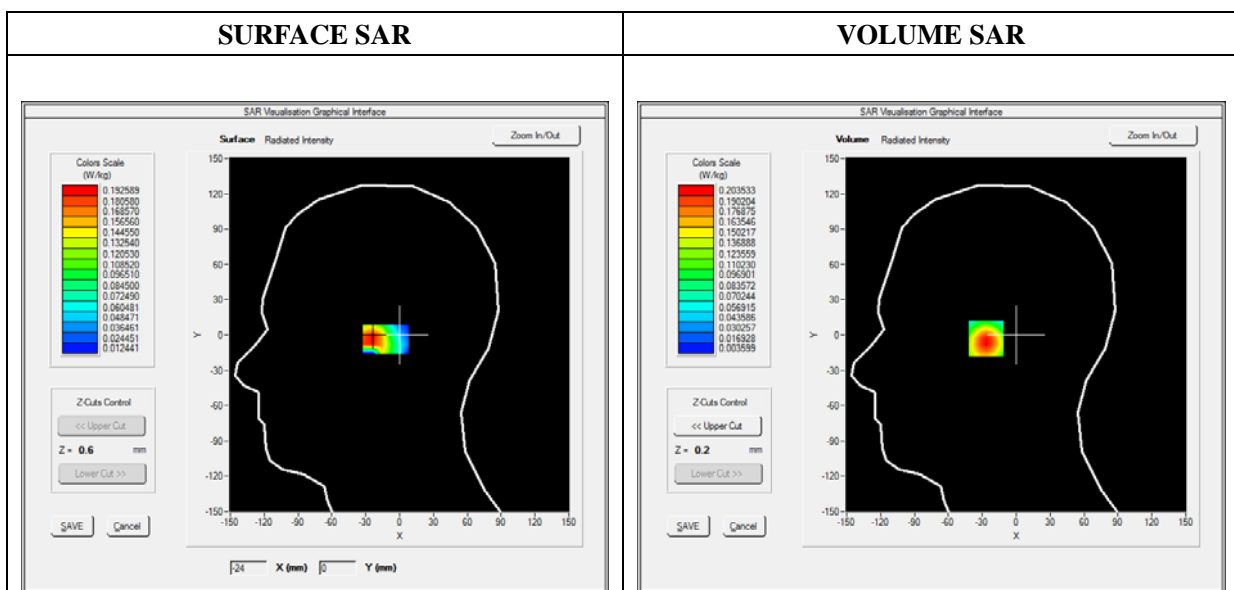 SURFACE SAR
VOLUME SAR
SAR Visualisation Graphical Interface
Surface Radiated Intensity
Zoom In/Out
Colors Scale
(W/kg)
0.192589
0.180580
0.168570
0.156560
0.144550
0.132540
0.120530
0.108520
0.096510
0.084500
0.072490
0.060481
0.048471
0.036461
0.024451
0.012441
Z-Cuts Control
<< Upper Cut
Z = 0.6 mm
Lower Cut >>
SAVE Cancel
150
120
90
60
30
0
-30
-60
-90
-120
-150
Y
-150 -120 -90 -60 -30 0 30 60 90 120 150
X
-24 X (mm) 0 Y (mm)
SAR Visualisation Graphical Interface
Volume Radiated Intensity
Zoom In/Out
Colors Scale
(W/kg)
0.203533
0.190204
0.176875
0.163546
0.150217
0.136888
0.123559
0.110230
0.096901
0.083572
0.070244
0.056915
0.043586
0.030257
0.016928
0.003599
Z-Cuts Control
<< Upper Cut
Z = 0.2 mm
Lower Cut >>
SAVE Cancel
150
120
90
60
30
0
-30
-60
-90
-120
-150
Y
-150 -120 -90 -60 -30 0 30 60 90 120 150
X